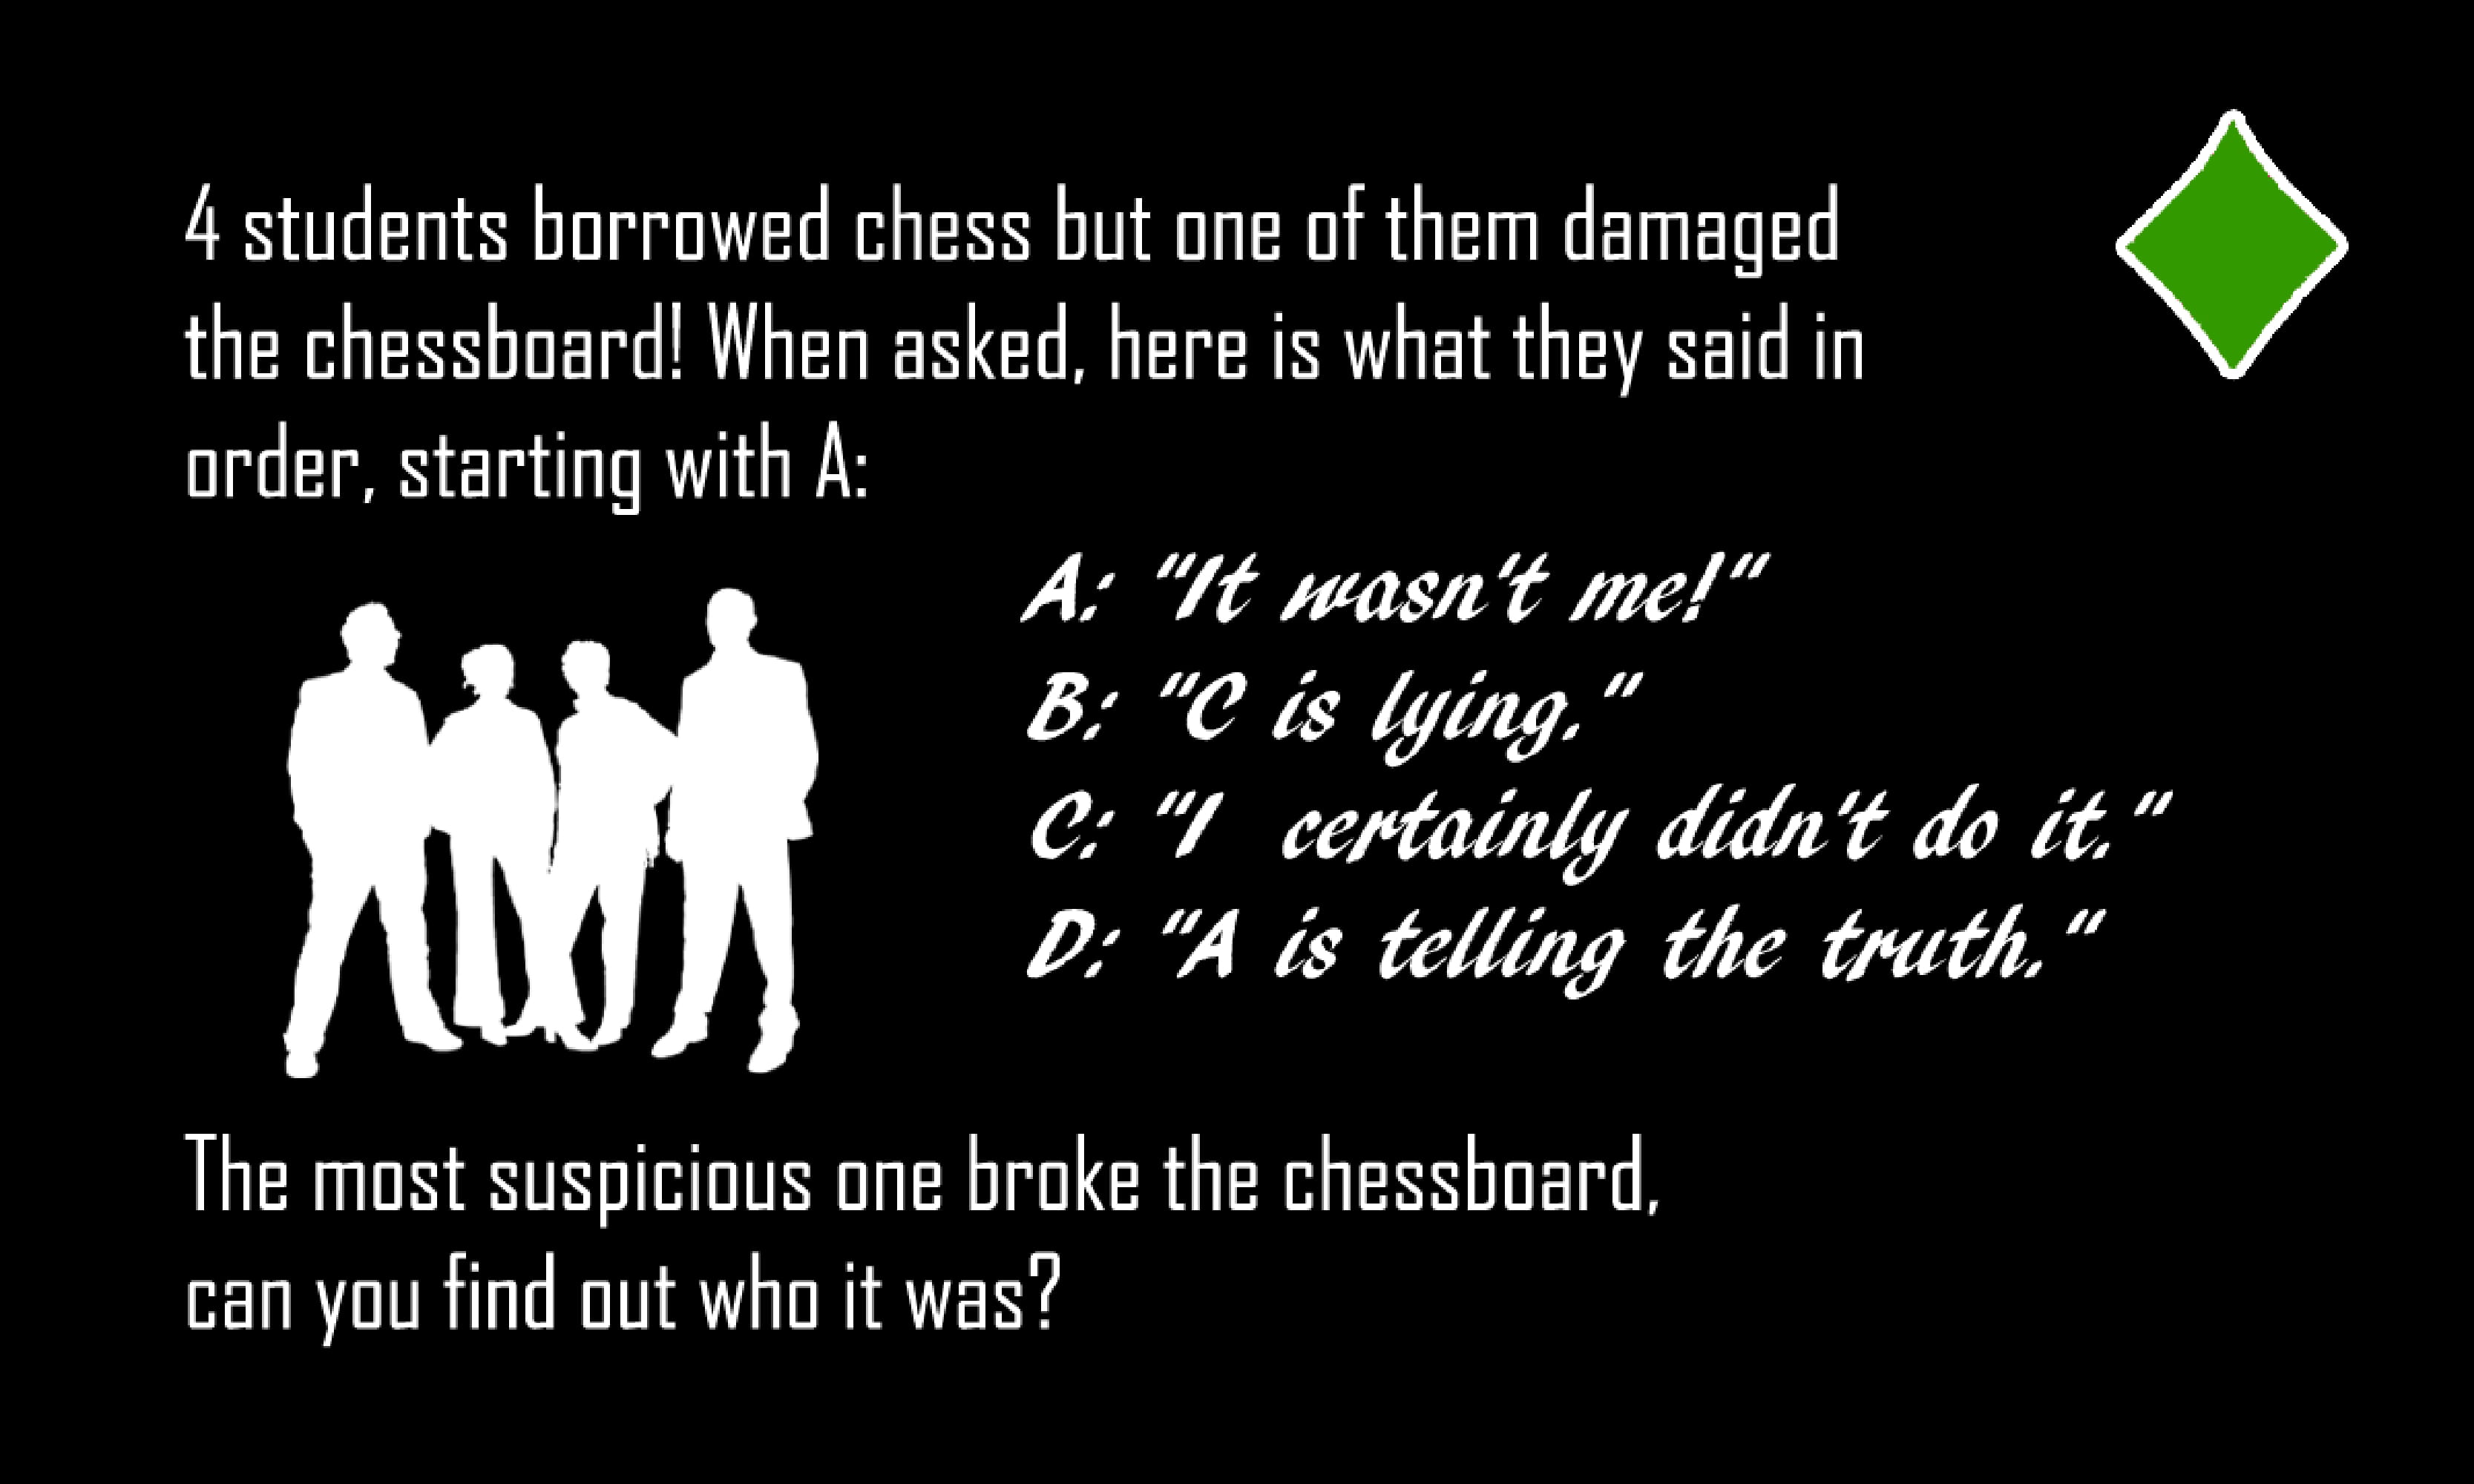 4 students borrowed chess but one of them damaged
the chessboard! When asked, here is what they said in
order, starting with A:
A: "It wasn't me!"
B: "C is lying."
C: "I certainly didn't do it."
D: "A is telling the truth."
The most suspicious one broke the chessboard,
can you find out who it was?